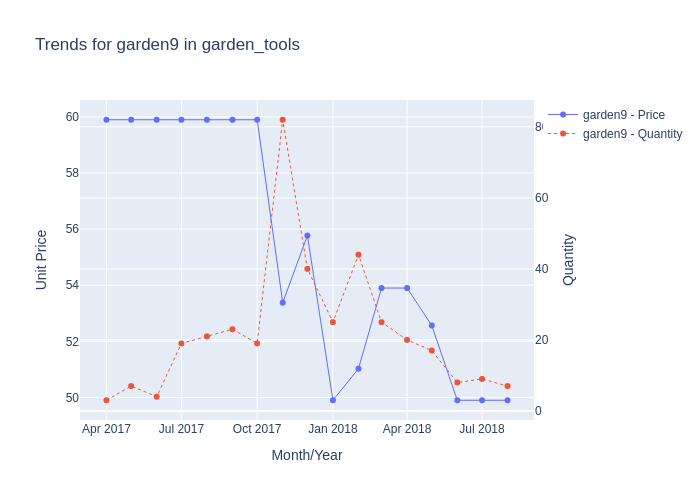 Trends for garden9 in garden_tools
garden9 - Price
garden9 - Quantity
60
58
56
54
52
50
80
60
40
20
0
Unit Price
Quantity
Apr 2017
Jul 2017
Oct 2017
Jan 2018
Apr 2018
Jul 2018
Month/Year